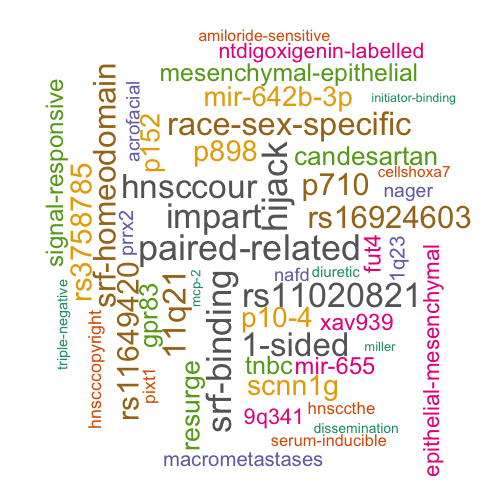 amiloride-sensitive
ntdigoxigenin-labelled
mesenchymal-epithelial
mir-642b-3p
initiator-binding
signal-responsive
rs3758785
srf-homeodomain
acrofacial
p152
race-sex-specific
p898
hijack
candesartan
cellshoxa7
hnsccour
p710
nager
impart
rs16924603
prrx2
paired-related
fut4
1q23
epithelial-mesenchymal
nafd
diuretic
triple-negative
hnscccopyright
rs11649420
pixt1
gpr83
11q21
mcp-2
srf-binding
rs11020821
p10-4
xav939
1-sided
miller
resurge
tnbc
mir-655
scnn1g
9q341
hnsccthe
dissemination
serum-inducible
macrometastases